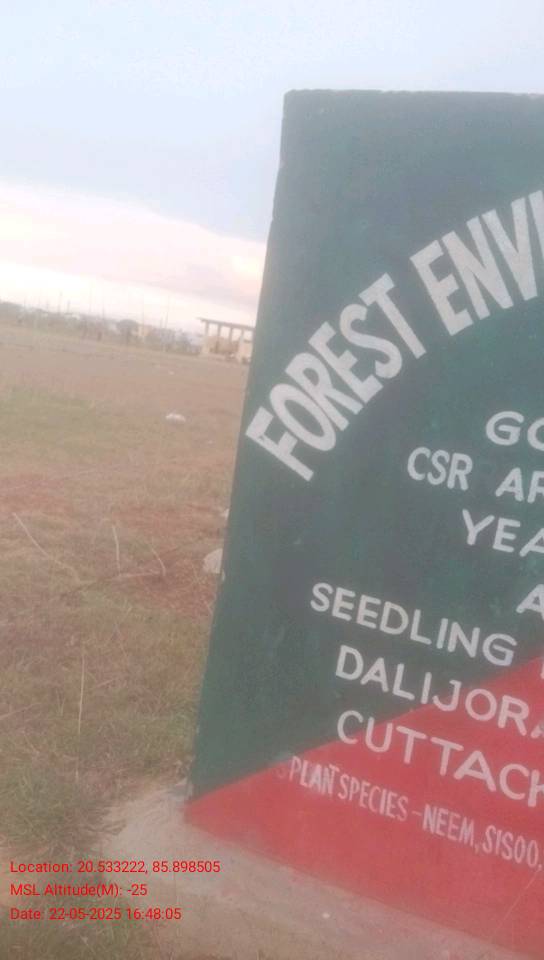 FOREST ENVI
GO
CSR AR
YEA
A
SEEDLING
DALIJORA
CUTTACK
PLANT SPECIES - NEEM, SISOO,
Location: 20.533222, 85.898505
MSL Altitude(M): -25
Date: 22-05-2025 16:48:05